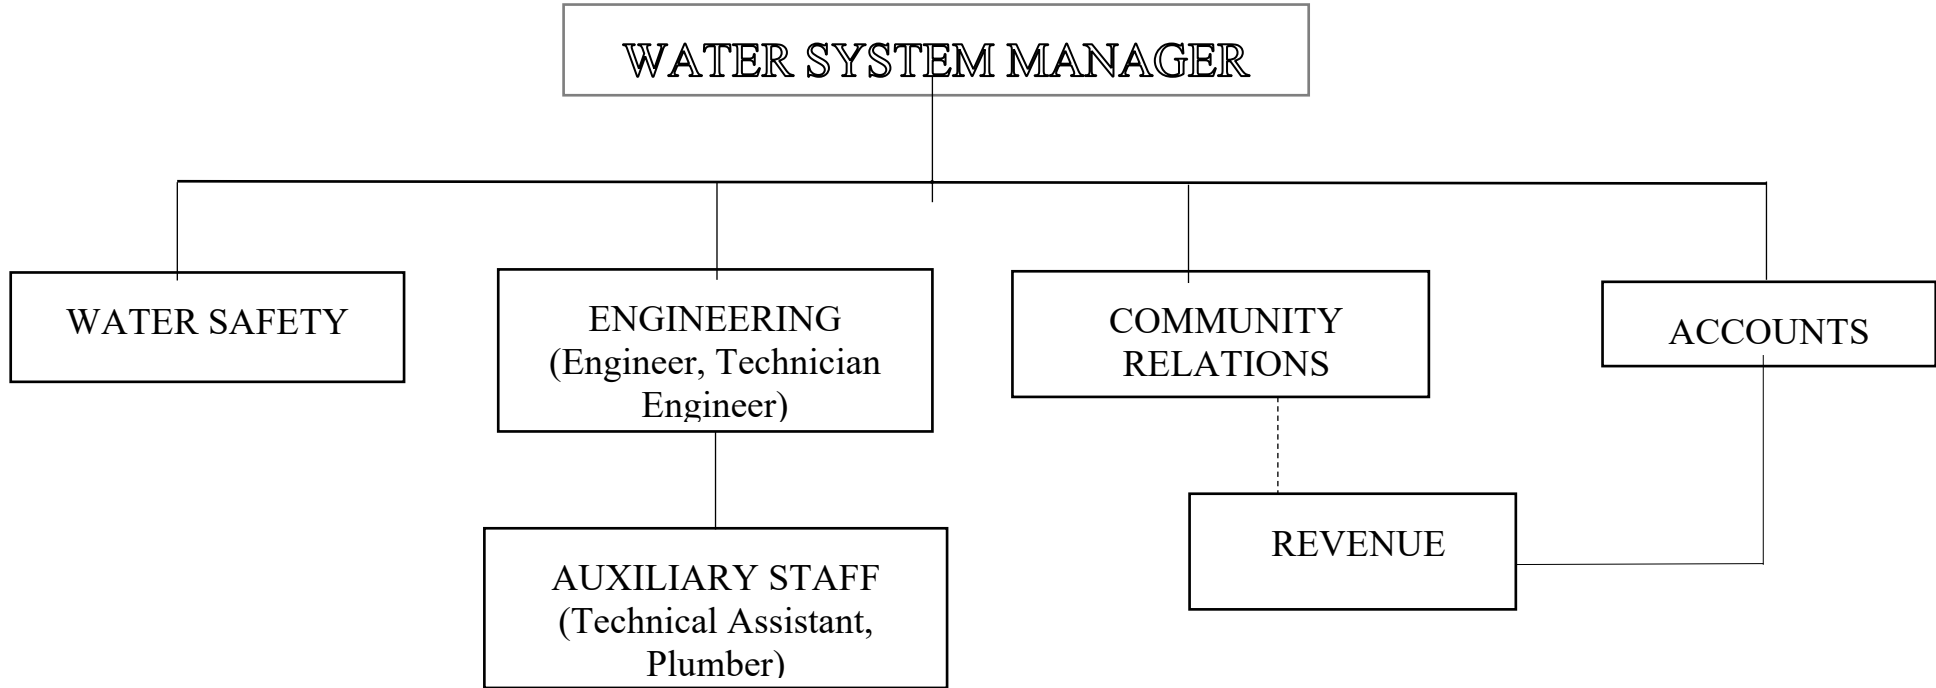 WATER SYSTEM MANAGER
WATER SAFETY
ENGINEERING
(Engineer, Technician
Engineer)
COMMUNITY
RELATIONS
ACCOUNTS
AUXILIARY STAFF
(Technical Assistant,
Plumber)
REVENUE